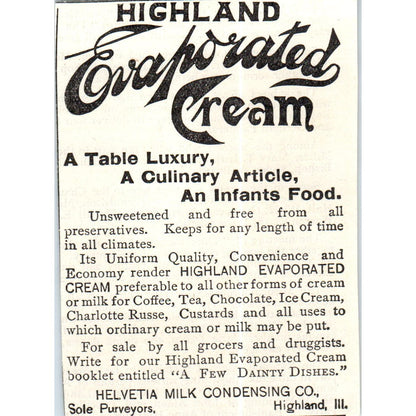 HIGHLAND
Evaporated
Cream
A Table Luxury,
A Culinary Article,
An Infants Food.
Unsweetened and free from all
preservatives. Keeps for any length of time
in all climates.
Its Uniform Quality, Convenience and
Economy render HIGHLAND EVAPORATED
CREAM preferable to all other forms of cream
or milk for Coffee, Tea, Chocolate, Ice Cream,
Charlotte Russe, Custards and all uses to
which ordinary cream or milk may be put.
For sale by all grocers and druggists.
Write for our Highland Evaporated Cream
booklet entitled "A FEW DAINTY DISHES."
HELVETIA MILK CONDENSING CO.,
Sole Purveyors, Highland, Ill.